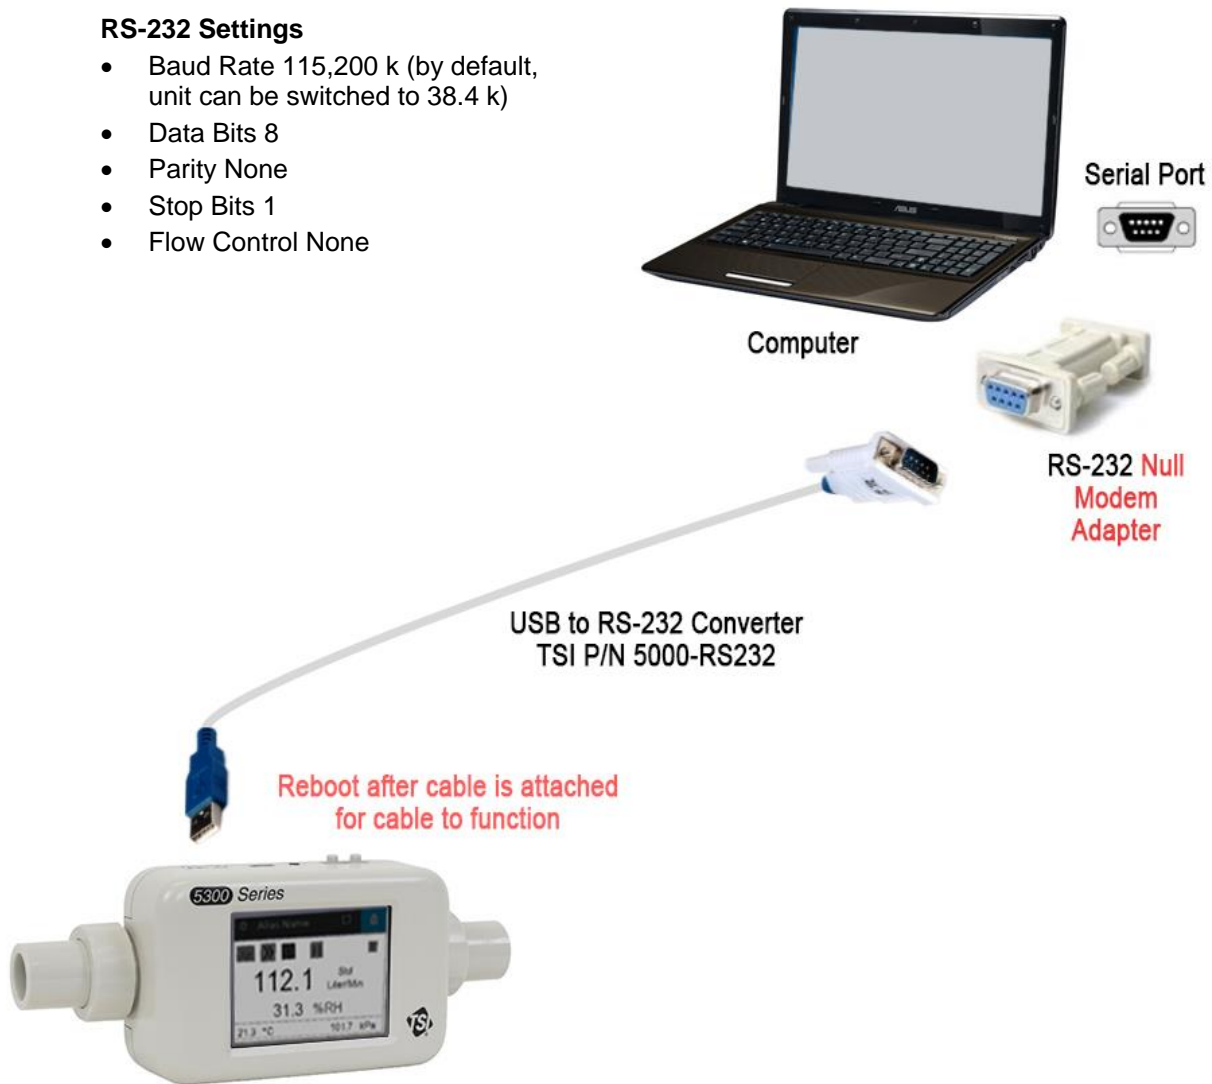 RS-232 Settings
• Baud Rate 115,200 k (by default,
unit can be switched to 38.4 k)
• Data Bits 8
• Parity None
• Stop Bits 1
• Flow Control None
ASUS
Serial Port
Computer
RS-232 Null
Modem
Adapter
USB to RS-232 Converter
TSI P/N 5000-RS232
Reboot after cable is attached
for cable to function
5300 Series
Alias Name
112.1 Std
Liter/Min
31.3 %RH
21.3 °C 101.7 kPa
TSI